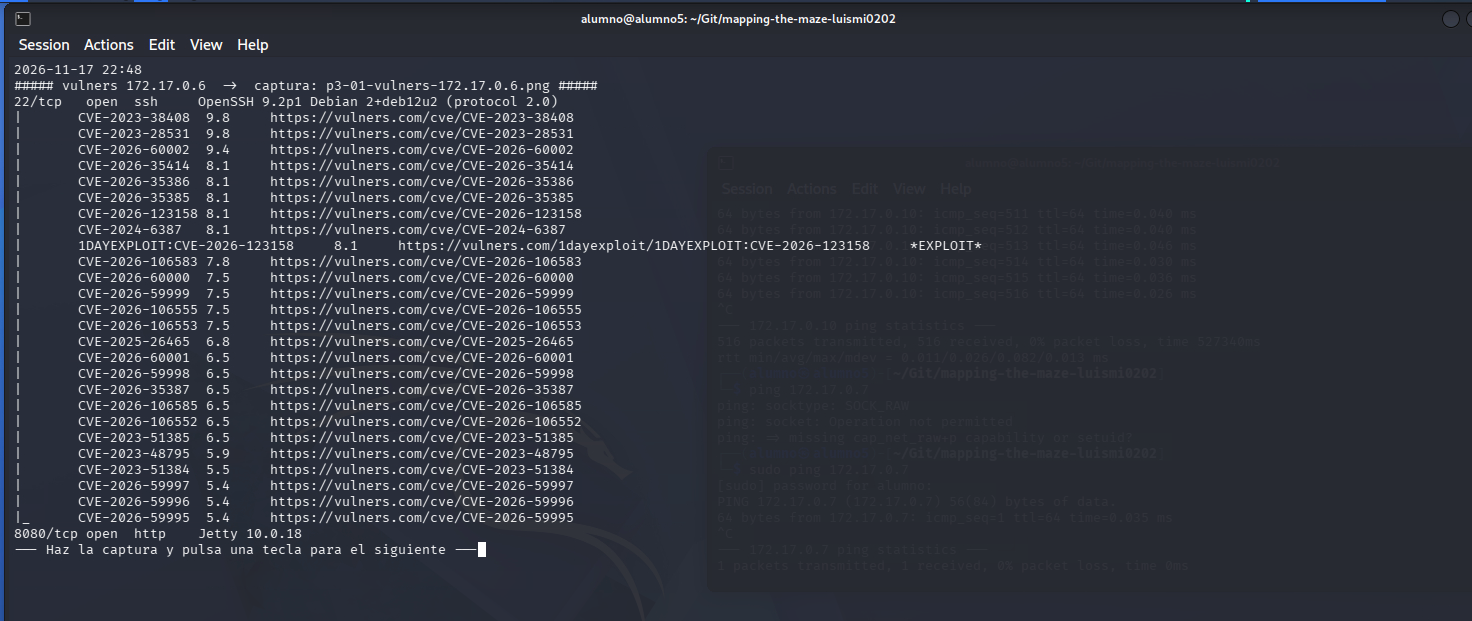 alumno@alumno5: ~/Git/mapping-the-maze-luismi0202
Session Actions Edit View Help
2026-11-17 22:48
##### vulners 172.17.0.6 -> captura: p3-01-vulners-172.17.0.6.png #####
22/tcp open ssh OpenSSH 9.2p1 Debian 2+deb12u2 (protocol 2.0)
| CVE-2023-38408 9.8 https://vulners.com/cve/CVE-2023-38408
| CVE-2023-28531 9.8 https://vulners.com/cve/CVE-2023-28531
| CVE-2026-60002 9.4 https://vulners.com/cve/CVE-2026-60002
| CVE-2026-35414 8.1 https://vulners.com/cve/CVE-2026-35414
| CVE-2026-35386 8.1 https://vulners.com/cve/CVE-2026-35386
| CVE-2026-35385 8.1 https://vulners.com/cve/CVE-2026-35385
| CVE-2026-123158 8.1 https://vulners.com/cve/CVE-2026-123158
| CVE-2024-6387 8.1 https://vulners.com/cve/CVE-2024-6387
| 1DAYEXPLOIT:CVE-2026-123158 8.1 https://vulners.com/1dayexploit/1DAYEXPLOIT:CVE-2026-123158 *EXPLOIT*
| CVE-2026-106583 7.8 https://vulners.com/cve/CVE-2026-106583
| CVE-2026-60000 7.5 https://vulners.com/cve/CVE-2026-60000
| CVE-2026-59999 7.5 https://vulners.com/cve/CVE-2026-59999
| CVE-2026-106555 7.5 https://vulners.com/cve/CVE-2026-106555
| CVE-2026-106553 7.5 https://vulners.com/cve/CVE-2026-106553
| CVE-2025-26465 6.8 https://vulners.com/cve/CVE-2025-26465
| CVE-2026-60001 6.5 https://vulners.com/cve/CVE-2026-60001
| CVE-2026-59998 6.5 https://vulners.com/cve/CVE-2026-59998
| CVE-2026-35387 6.5 https://vulners.com/cve/CVE-2026-35387
| CVE-2026-106585 6.5 https://vulners.com/cve/CVE-2026-106585
| CVE-2026-106552 6.5 https://vulners.com/cve/CVE-2026-106552
| CVE-2023-51385 6.5 https://vulners.com/cve/CVE-2023-51385
| CVE-2023-48795 5.9 https://vulners.com/cve/CVE-2023-48795
| CVE-2023-51384 5.5 https://vulners.com/cve/CVE-2023-51384
| CVE-2026-59997 5.4 https://vulners.com/cve/CVE-2026-59997
| CVE-2026-59996 5.4 https://vulners.com/cve/CVE-2026-59996
|_ CVE-2026-59995 5.4 https://vulners.com/cve/CVE-2026-59995
8080/tcp open http Jetty 10.0.18
--- Haz la captura y pulsa una tecla para el siguiente ---
Session Actions Edit View Help
~/Git/mapping-the-maze-luismi0202
~/Git/mapping-the-maze-luismi0202